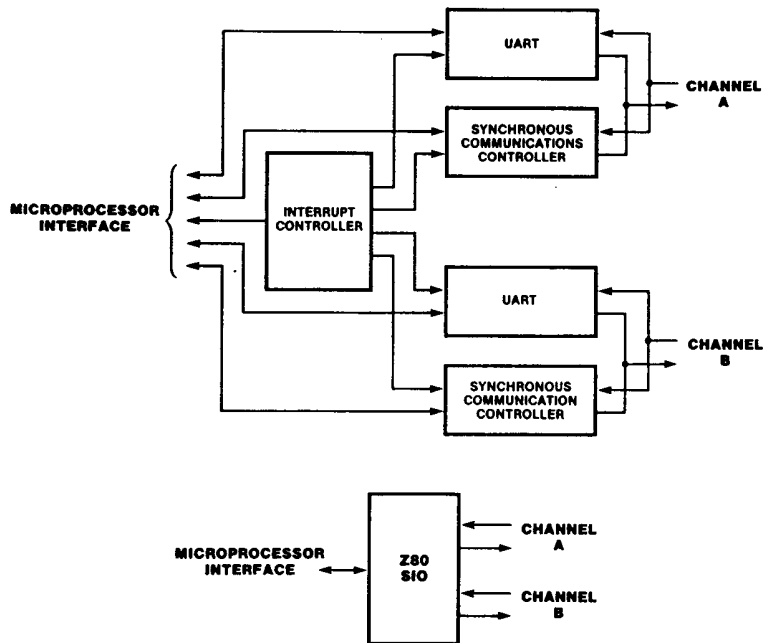 UART
CHANNEL
A
SYNCHRONOUS
COMMUNICATIONS
CONTROLLER
MICROPROCESSOR
INTERFACE
INTERRUPT
CONTROLLER
UART
CHANNEL
B
SYNCHRONOUS
COMMUNICATION
CONTROLLER
MICROPROCESSOR
INTERFACE
Z80
SIO
CHANNEL
A
CHANNEL
B